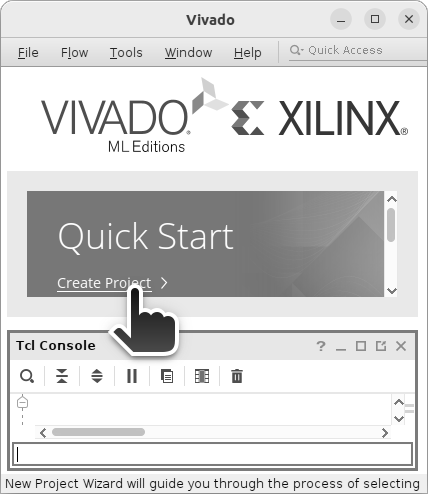 Vivado
File Flow Tools Window Help Quick Access
VIVADO® XILINX®
ML Editions
Quick Start
Create Project
Tcl Console ?
New Project Wizard will guide you through the process of selecting